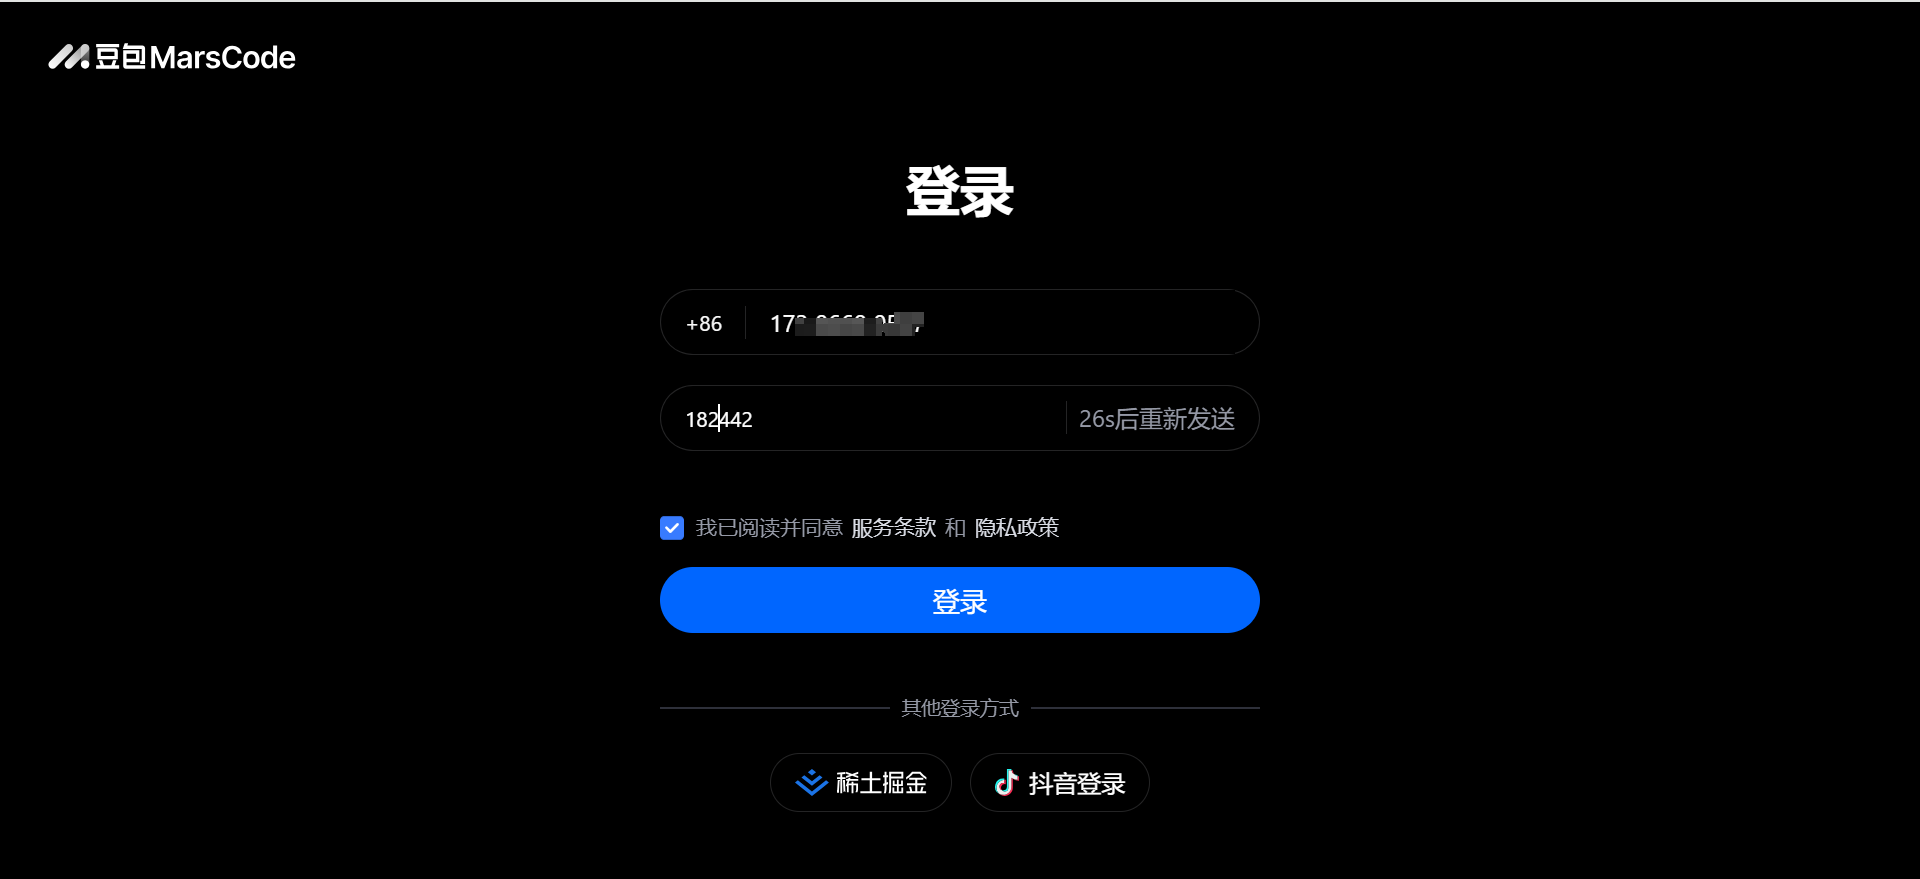 豆包MarsCode
登录
+86 17
182442 26s后重新发送
我已阅读并同意 服务条款 和 隐私政策
登录
其他登录方式
稀土掘金 抖音登录